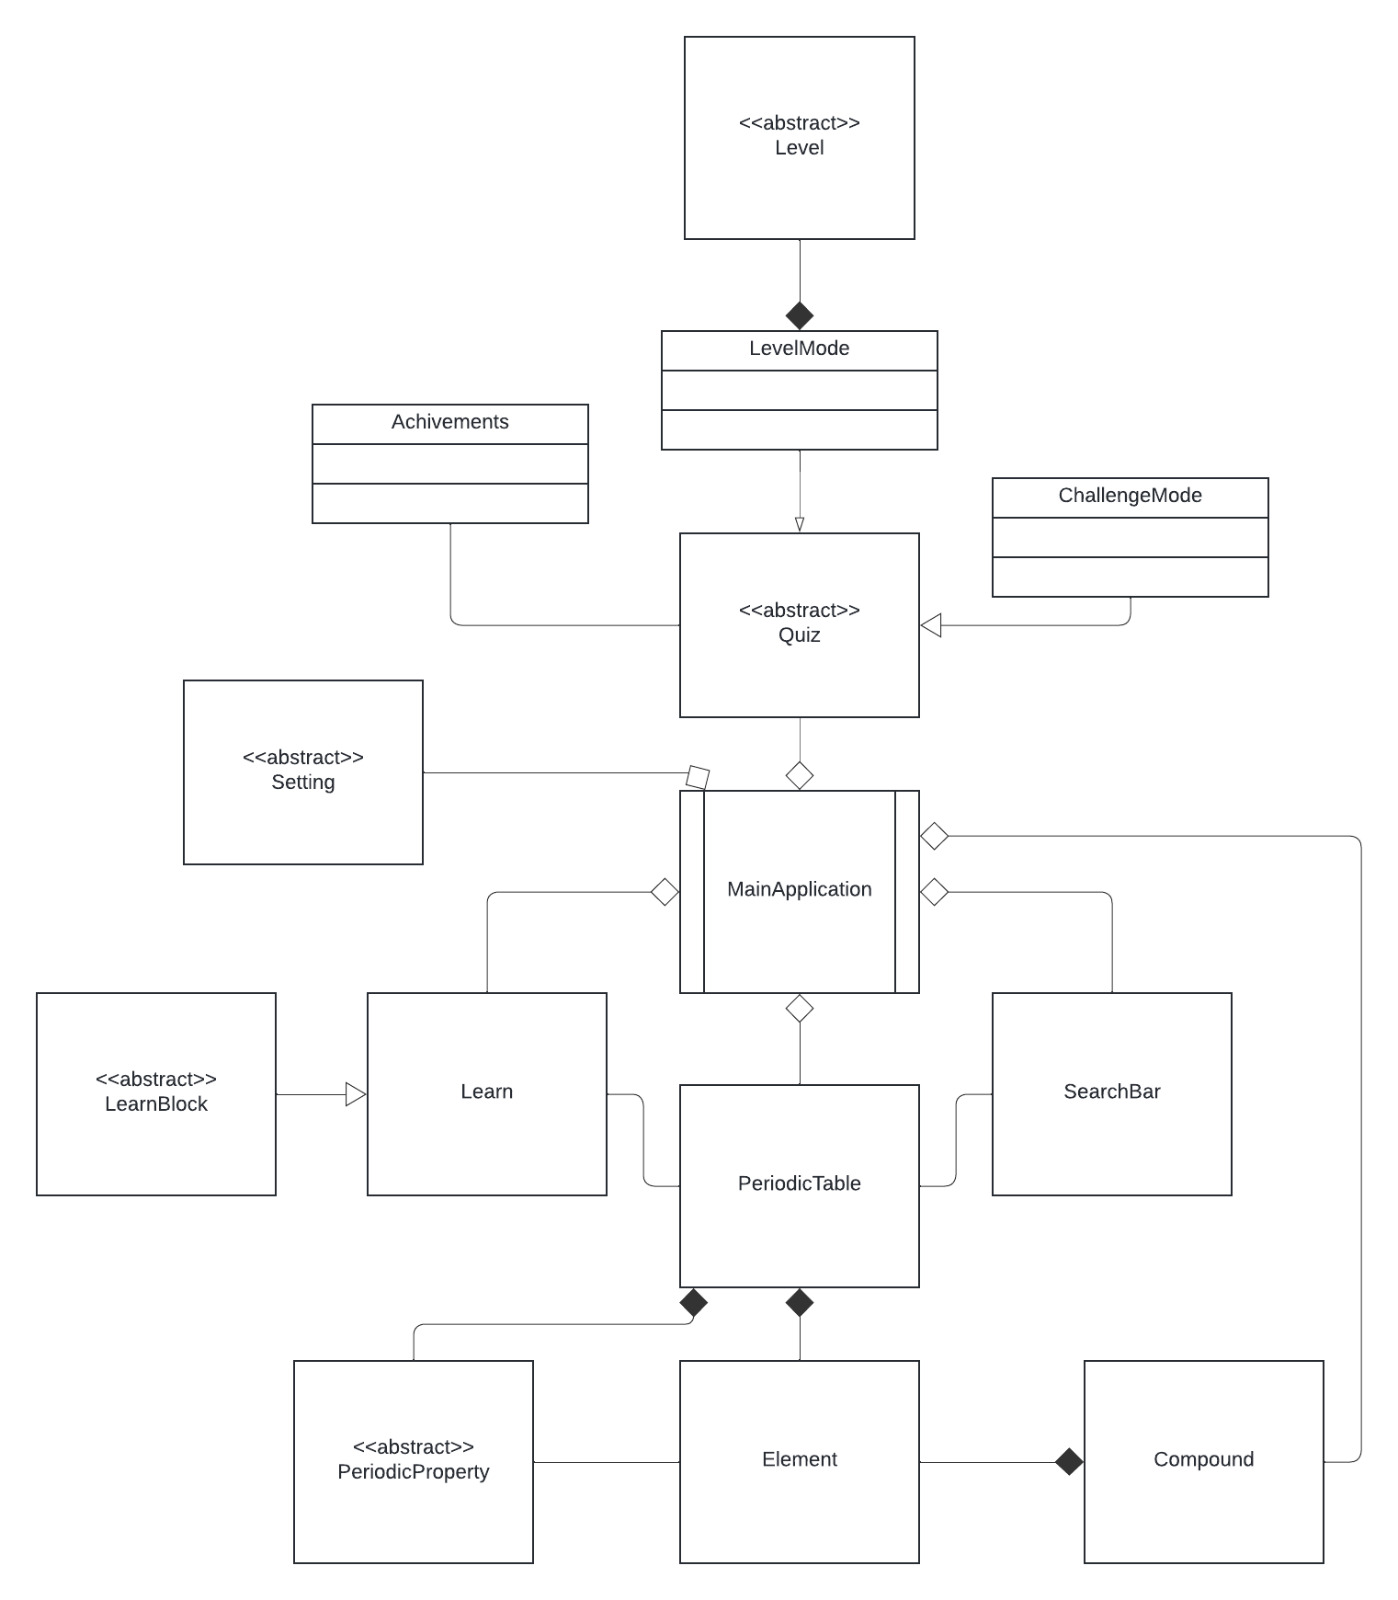 <<abstract>>
Level
LevelMode
Achivements
ChallengeMode
<<abstract>>
Quiz
<<abstract>>
Setting
MainApplication
<<abstract>>
LearnBlock
Learn
SearchBar
PeriodicTable
<<abstract>>
PeriodicProperty
Element
Compound